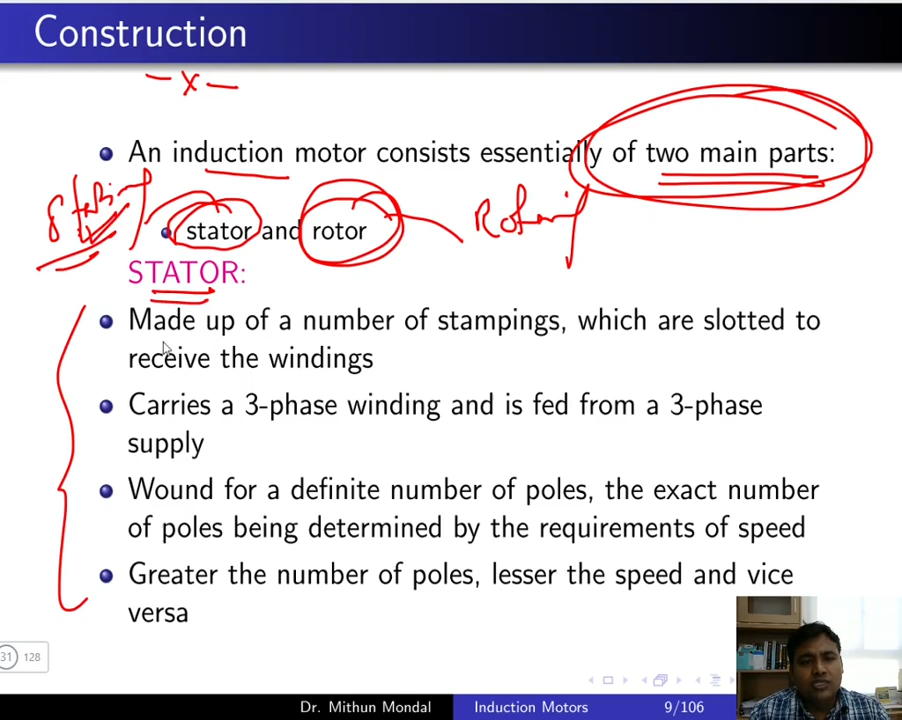 Construction
- x -
An induction motor consists essentially of two main parts:
stator and rotor
STATOR:
Made up of a number of stampings, which are slotted to
receive the windings
Carries a 3-phase winding and is fed from a 3-phase
supply
Wound for a definite number of poles, the exact number
of poles being determined by the requirements of speed
Greater the number of poles, lesser the speed and vice
versa
31 128
Dr. Mithun Mondal Induction Motors 9/106